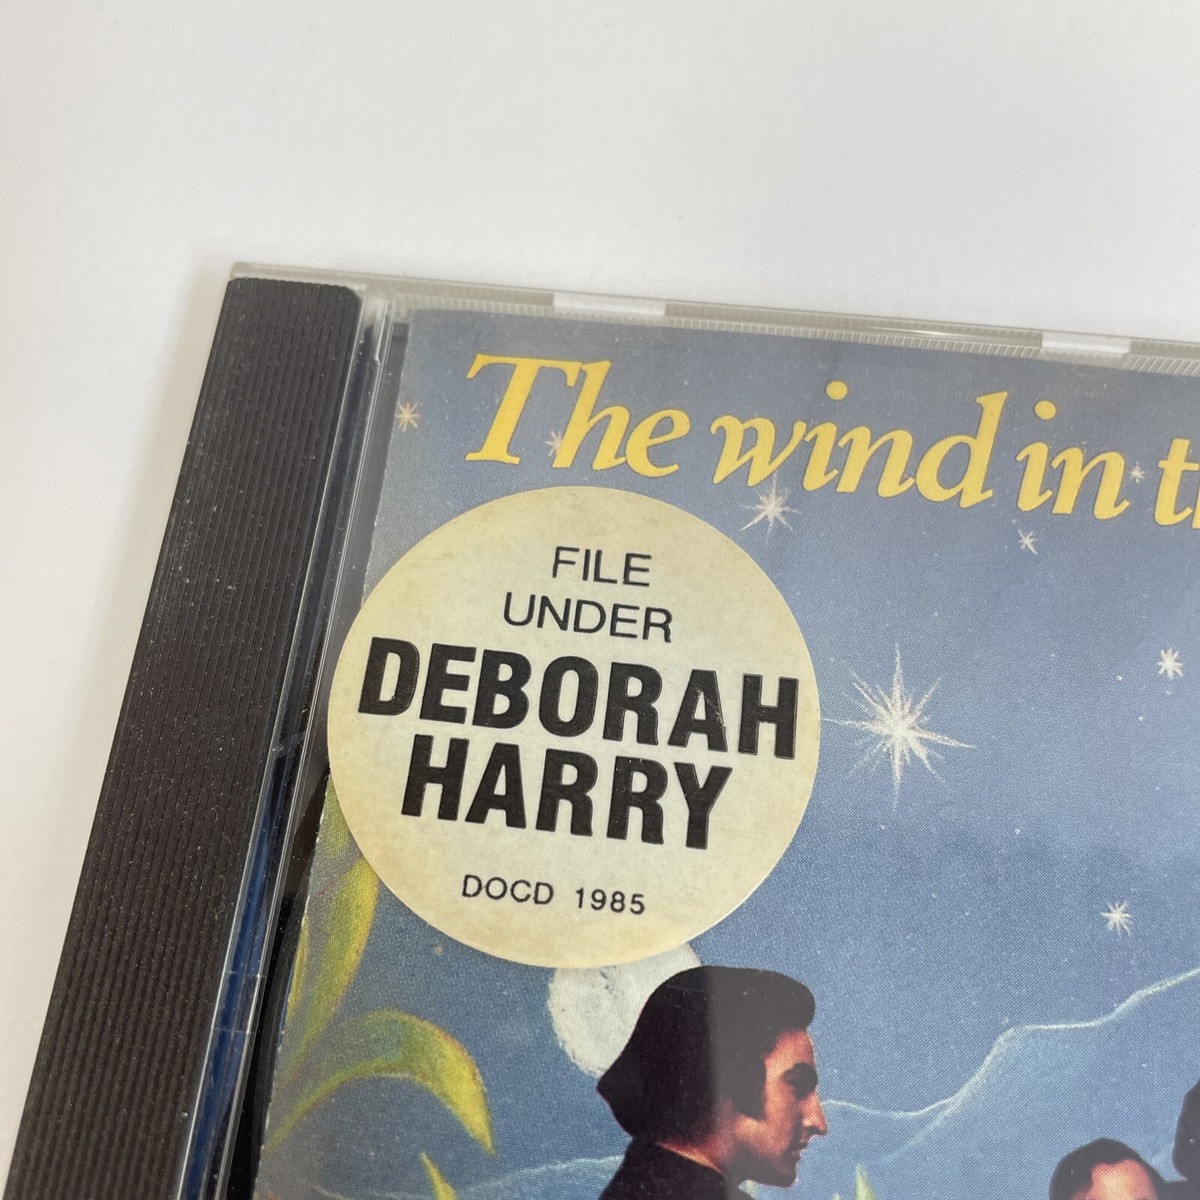 The wind in t
FILE
UNDER
DEBORAH
HARRY
DOCD 1985